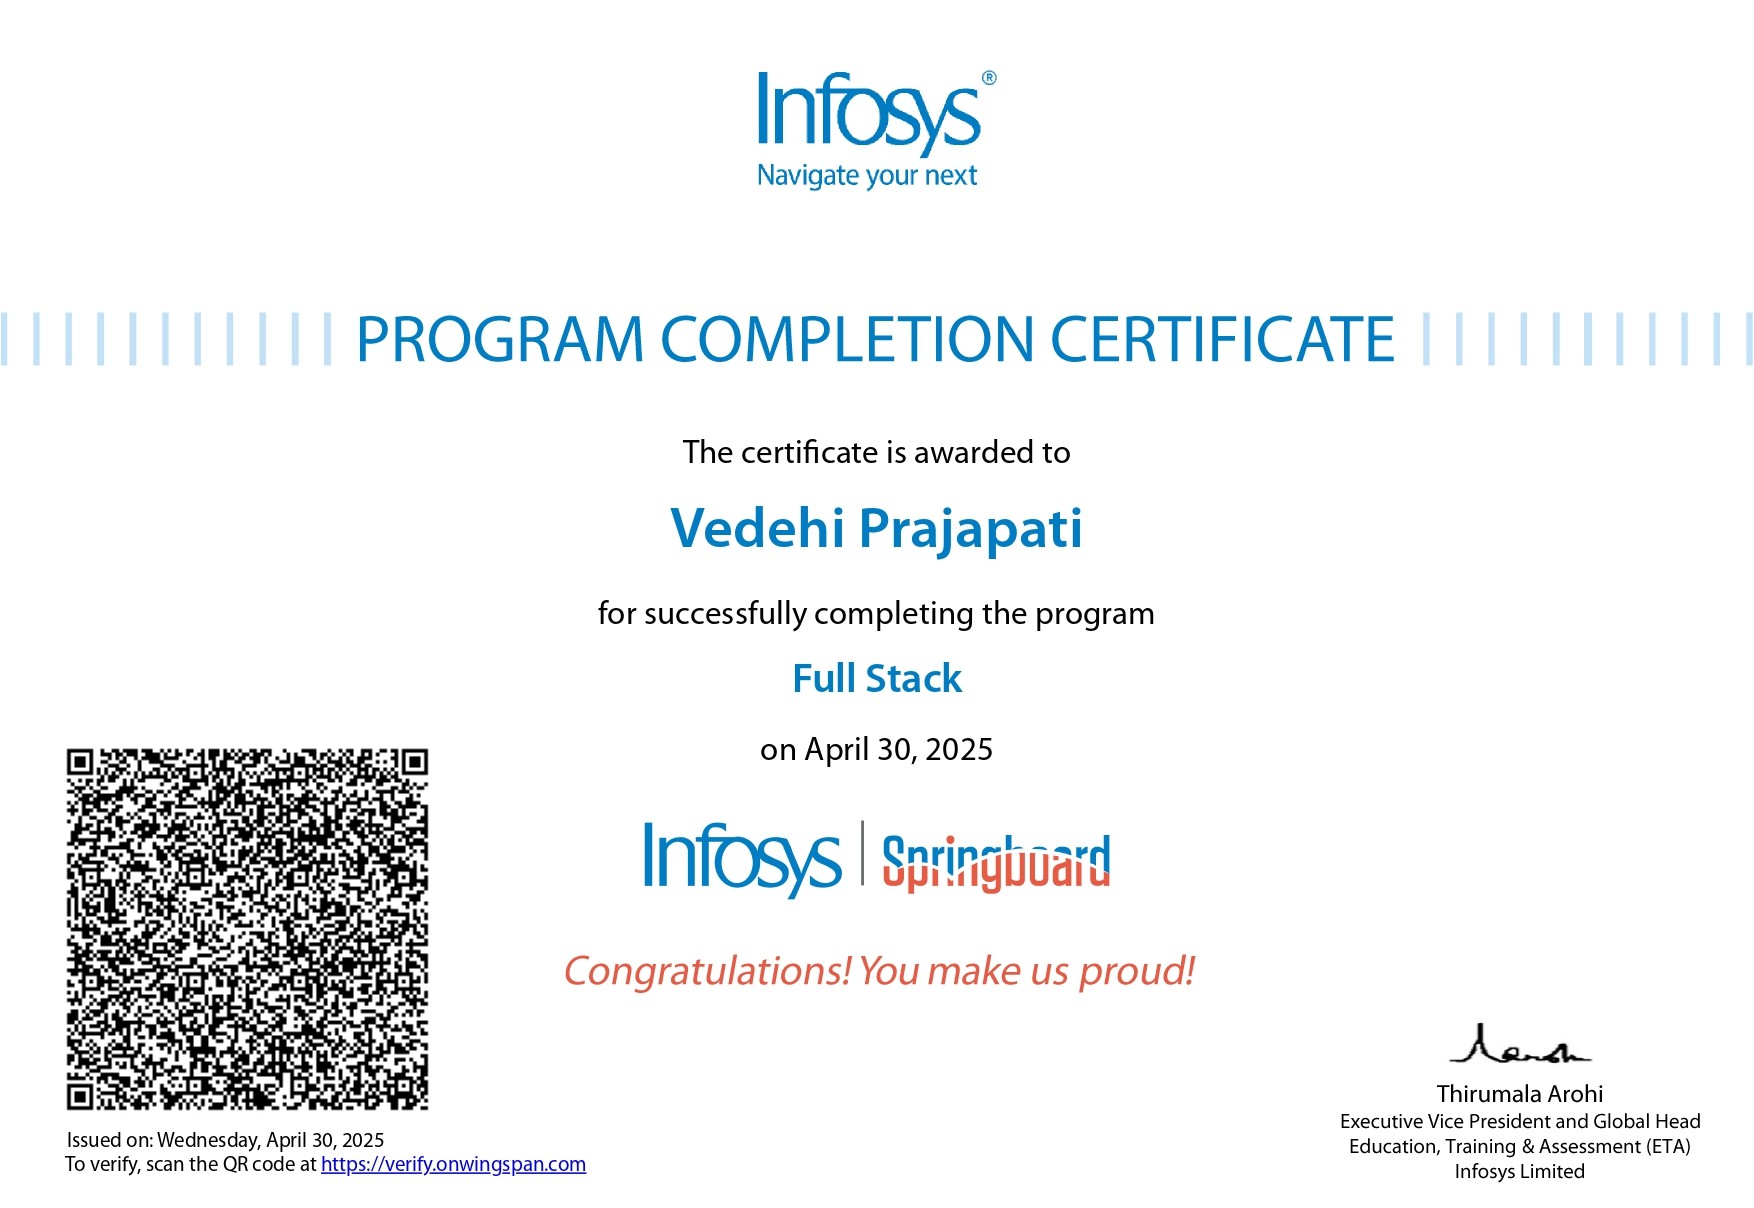 Infosys®
Navigate your next
PROGRAM COMPLETION CERTIFICATE
The certificate is awarded to
Vedehi Prajapati
for successfully completing the program
Full Stack
on April 30, 2025
Infosys | Springboard
Congratulations! You make us proud!
Thirumala Arohi
Executive Vice President and Global Head
Education, Training & Assessment (ETA)
Infosys Limited
Issued on: Wednesday, April 30, 2025
To verify, scan the QR code at https://verify.onwingspan.com